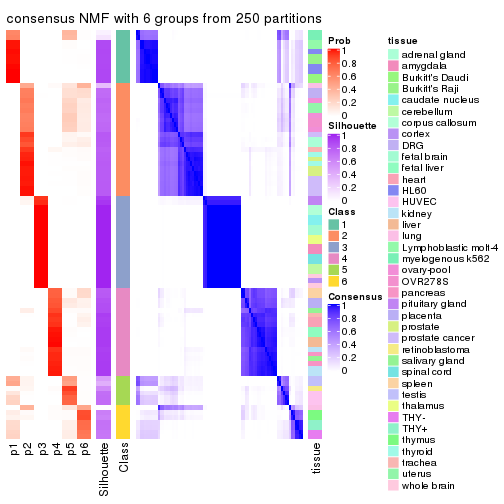 consensus NMF with 6 groups from 250 partitions
Prob
1
0.8
0.6
0.4
0.2
0
Silhouette
1
0.8
0.6
0.4
0.2
0
Class
1
2
3
4
5
6
Consensus
1
0.8
0.6
0.4
0.2
0
tissue
adrenal gland
amygdala
Burkitt's Daudi
Burkitt's Raji
caudate nucleus
cerebellum
corpus callosum
cortex
DRG
fetal brain
fetal liver
heart
HL60
HUVEC
kidney
liver
lung
Lymphoblastic molt-4
myelogenous k562
ovary-pool
OVR278S
pancreas
pituitary gland
placenta
prostate
prostate cancer
retinoblastoma
salivary gland
spinal cord
spleen
testis
thalamus
THY-
THY+
thymus
thyroid
trachea
uterus
whole brain
p1
p2
p3
p4
p5
p6
Silhouette
Class
tissue